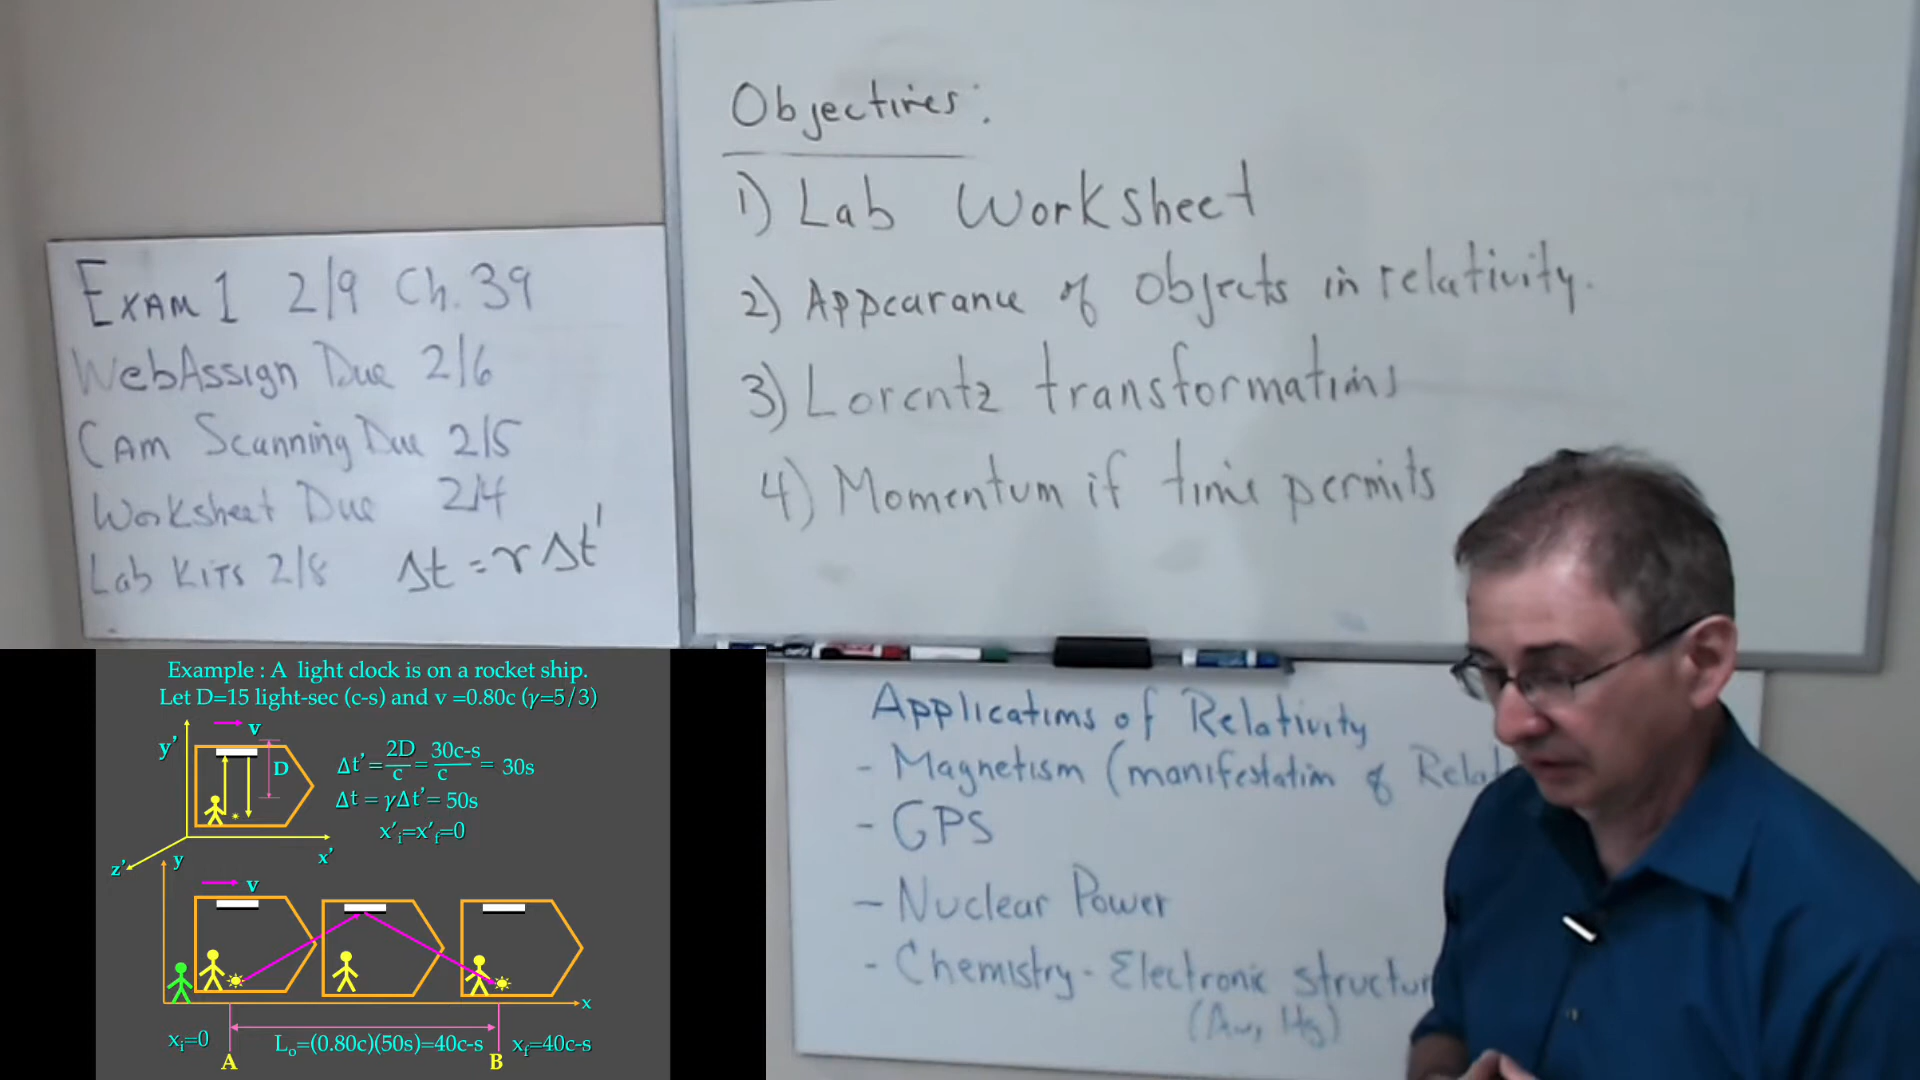 Objectives:
1) Lab Worksheet
2) Appearance of Objects in relativity.
3) Lorentz transformations
4) Momentum if time permits
Exam 1 2/9 Ch. 39
WebAssign Due 2/6
Cam Scanning Due 2/5
Worksheet Due 2/4
Lab Kits 2/8 Δt = γ Δt'
Example : A light clock is on a rocket ship.
Let D=15 light-sec (c-s) and v =0.80c (γ=5/3)
v
y'
D
Δt' = 2D/c = 30c-s/c = 30s
Δt = γΔt' = 50s
x'i=x'f=0
x'
z'
y
v
x
xi=0
Lo=(0.80c)(50s)=40c-s
xf=40c-s
A
B
Applications of Relativity
- Magnetism (manifestation of
- GPS
- Nuclear Power
- Chemistry - Electronic
(Au, Hg)